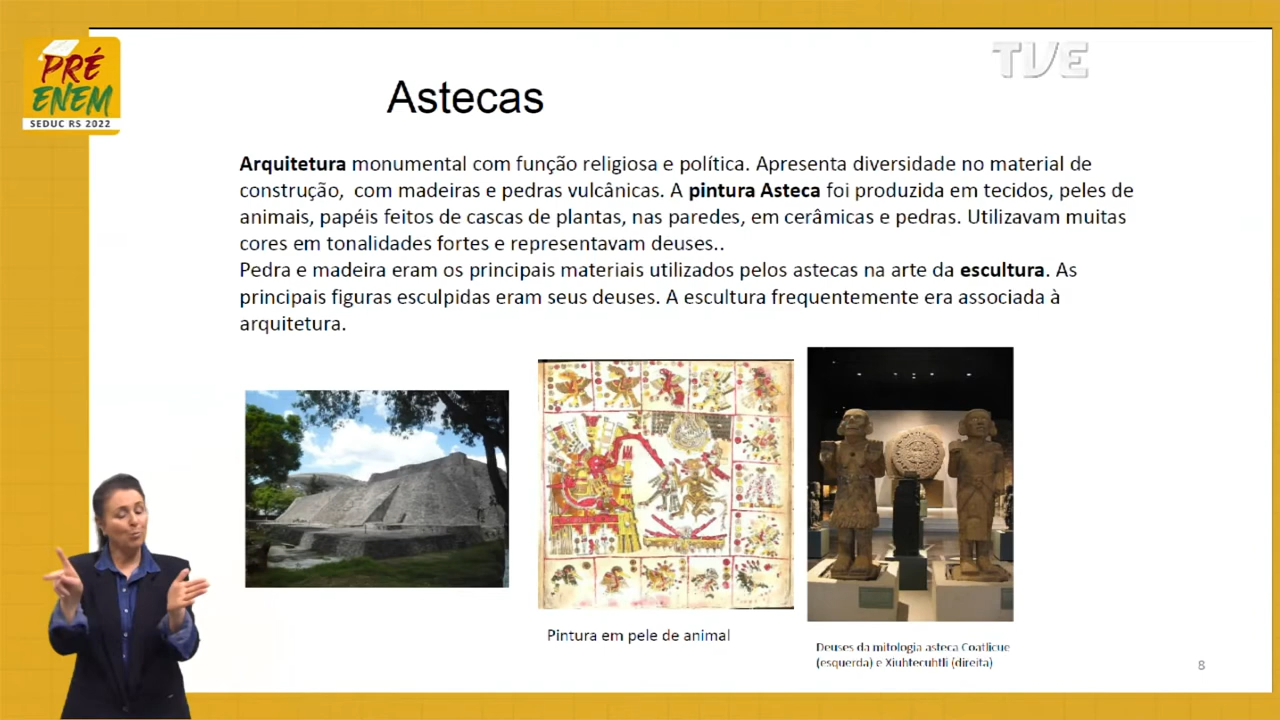 PRÉ
ENEM
SEDUC RS 2022
TVE
Astecas
Arquitetura monumental com função religiosa e política. Apresenta diversidade no material de
construção, com madeiras e pedras vulcânicas. A pintura Asteca foi produzida em tecidos, peles de
animais, papéis feitos de cascas de plantas, nas paredes, em cerâmicas e pedras. Utilizavam muitas
cores em tonalidades fortes e representavam deuses..
Pedra e madeira eram os principais materiais utilizados pelos astecas na arte da escultura. As
principais figuras esculpidas eram seus deuses. A escultura frequentemente era associada à
arquitetura.
Pintura em pele de animal
Deuses da mitologia asteca Coatlicue
(esquerda) e Xiuhtecuhtli (direita)
8